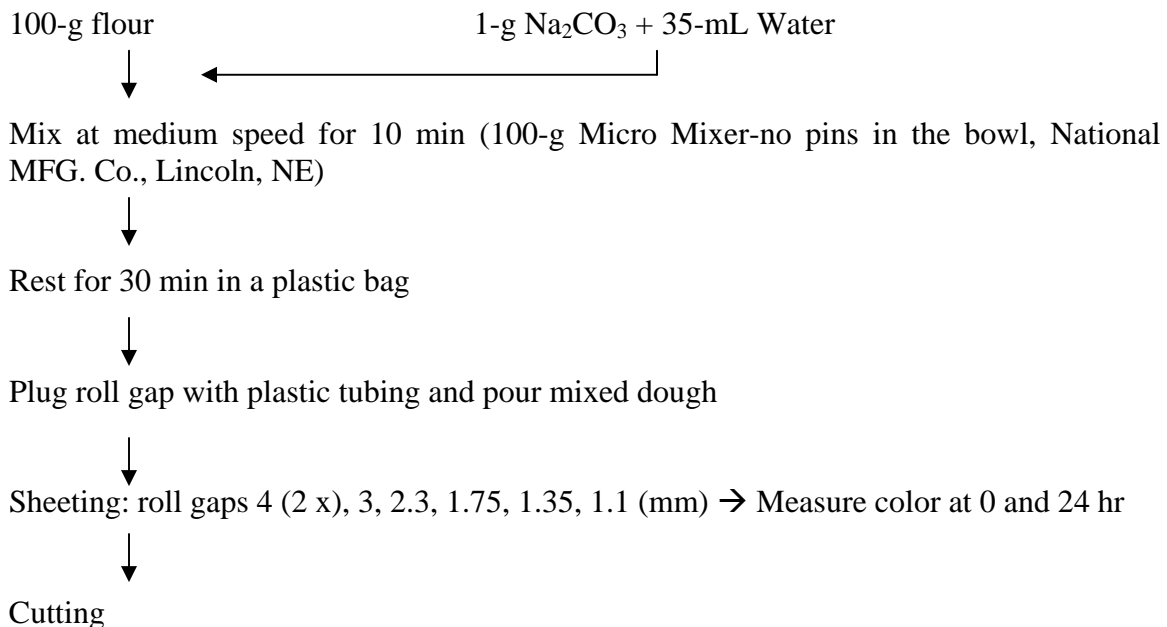 100-g flour 1-g Na₂CO₃ + 35-mL Water
Mix at medium speed for 10 min (100-g Micro Mixer-no pins in the bowl, National
MFG. Co., Lincoln, NE)
Rest for 30 min in a plastic bag
Plug roll gap with plastic tubing and pour mixed dough
Sheeting: roll gaps 4 (2 x), 3, 2.3, 1.75, 1.35, 1.1 (mm) → Measure color at 0 and 24 hr
Cutting